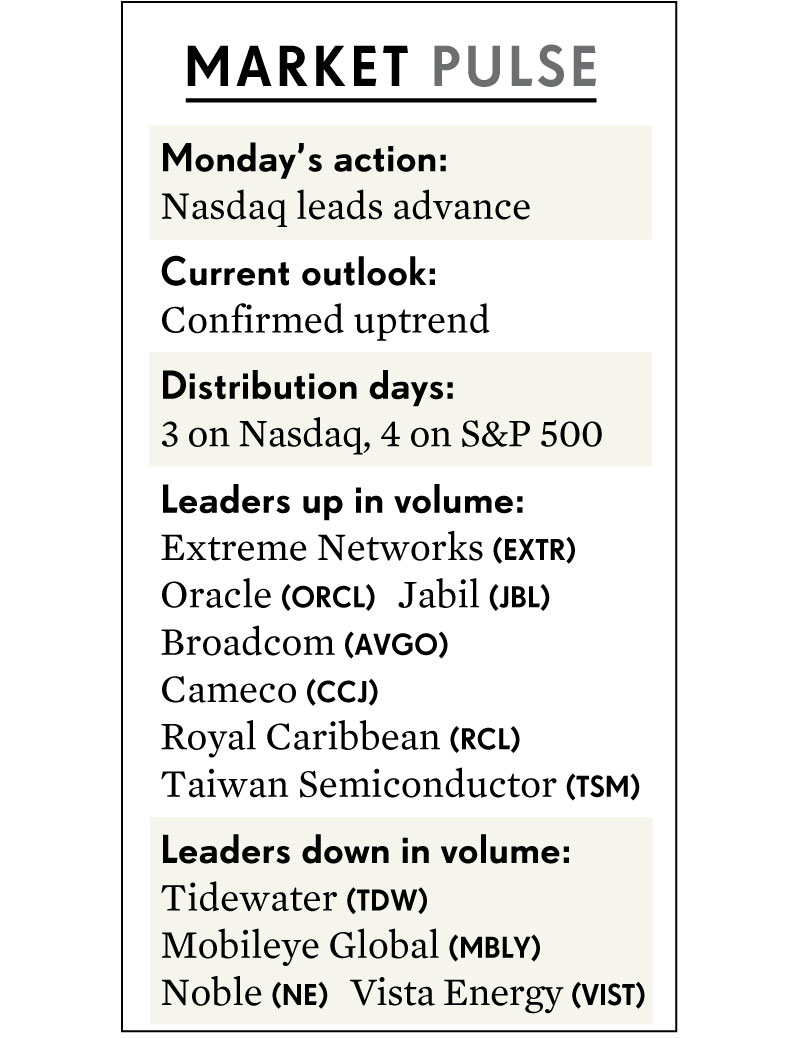 MARKET PULSE
Monday’s action:
Nasdaq leads advance
Current outlook:
Confirmed uptrend
Distribution days:
3 on Nasdaq, 4 on S&P 500
Leaders up in volume:
Extreme Networks (EXTR)
Oracle (ORCL) Jabil (JBL)
Broadcom (AVGO)
Cameco (CCJ)
Royal Caribbean (RCL)
Taiwan Semiconductor (TSM)
Leaders down in volume:
Tidewater (TDW)
Mobileye Global (MBLY)
Noble (NE) Vista Energy (VIST)